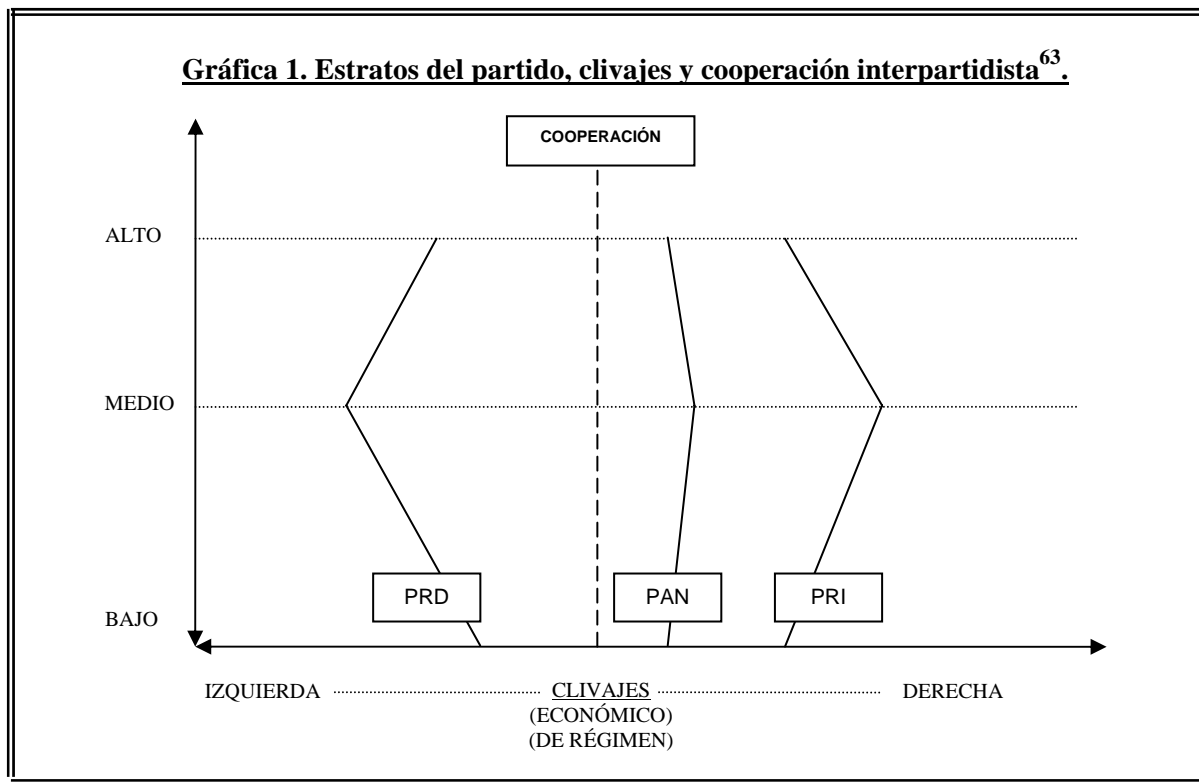 Gráfica 1. Estratos del partido, clivajes y cooperación interpartidista63.
COOPERACIÓN
ALTO
MEDIO
PRD
PAN
PRI
BAJO
IZQUIERDA CLIVAJES DERECHA
(ECONÓMICO)
(DE RÉGIMEN)